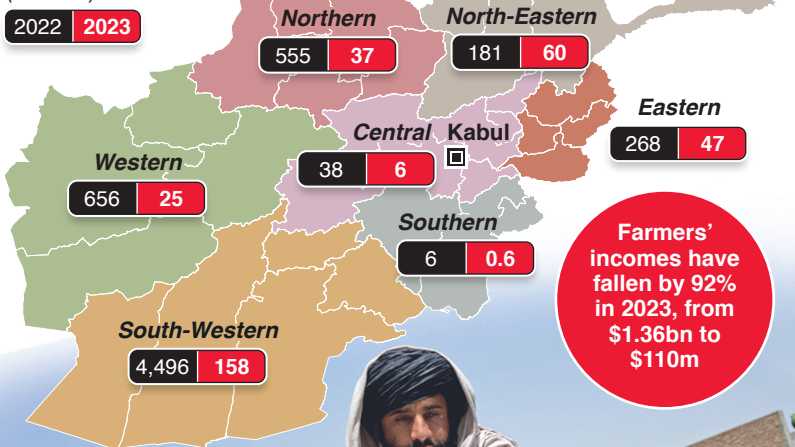 2022 2023
Northern
555 37
North-Eastern
181 60
Eastern
268 47
Central Kabul
38 6
Western
656 25
Southern
6 0.6
South-Western
4,496 158
Farmers’
incomes have
fallen by 92%
in 2023, from
$1.36bn to
$110m